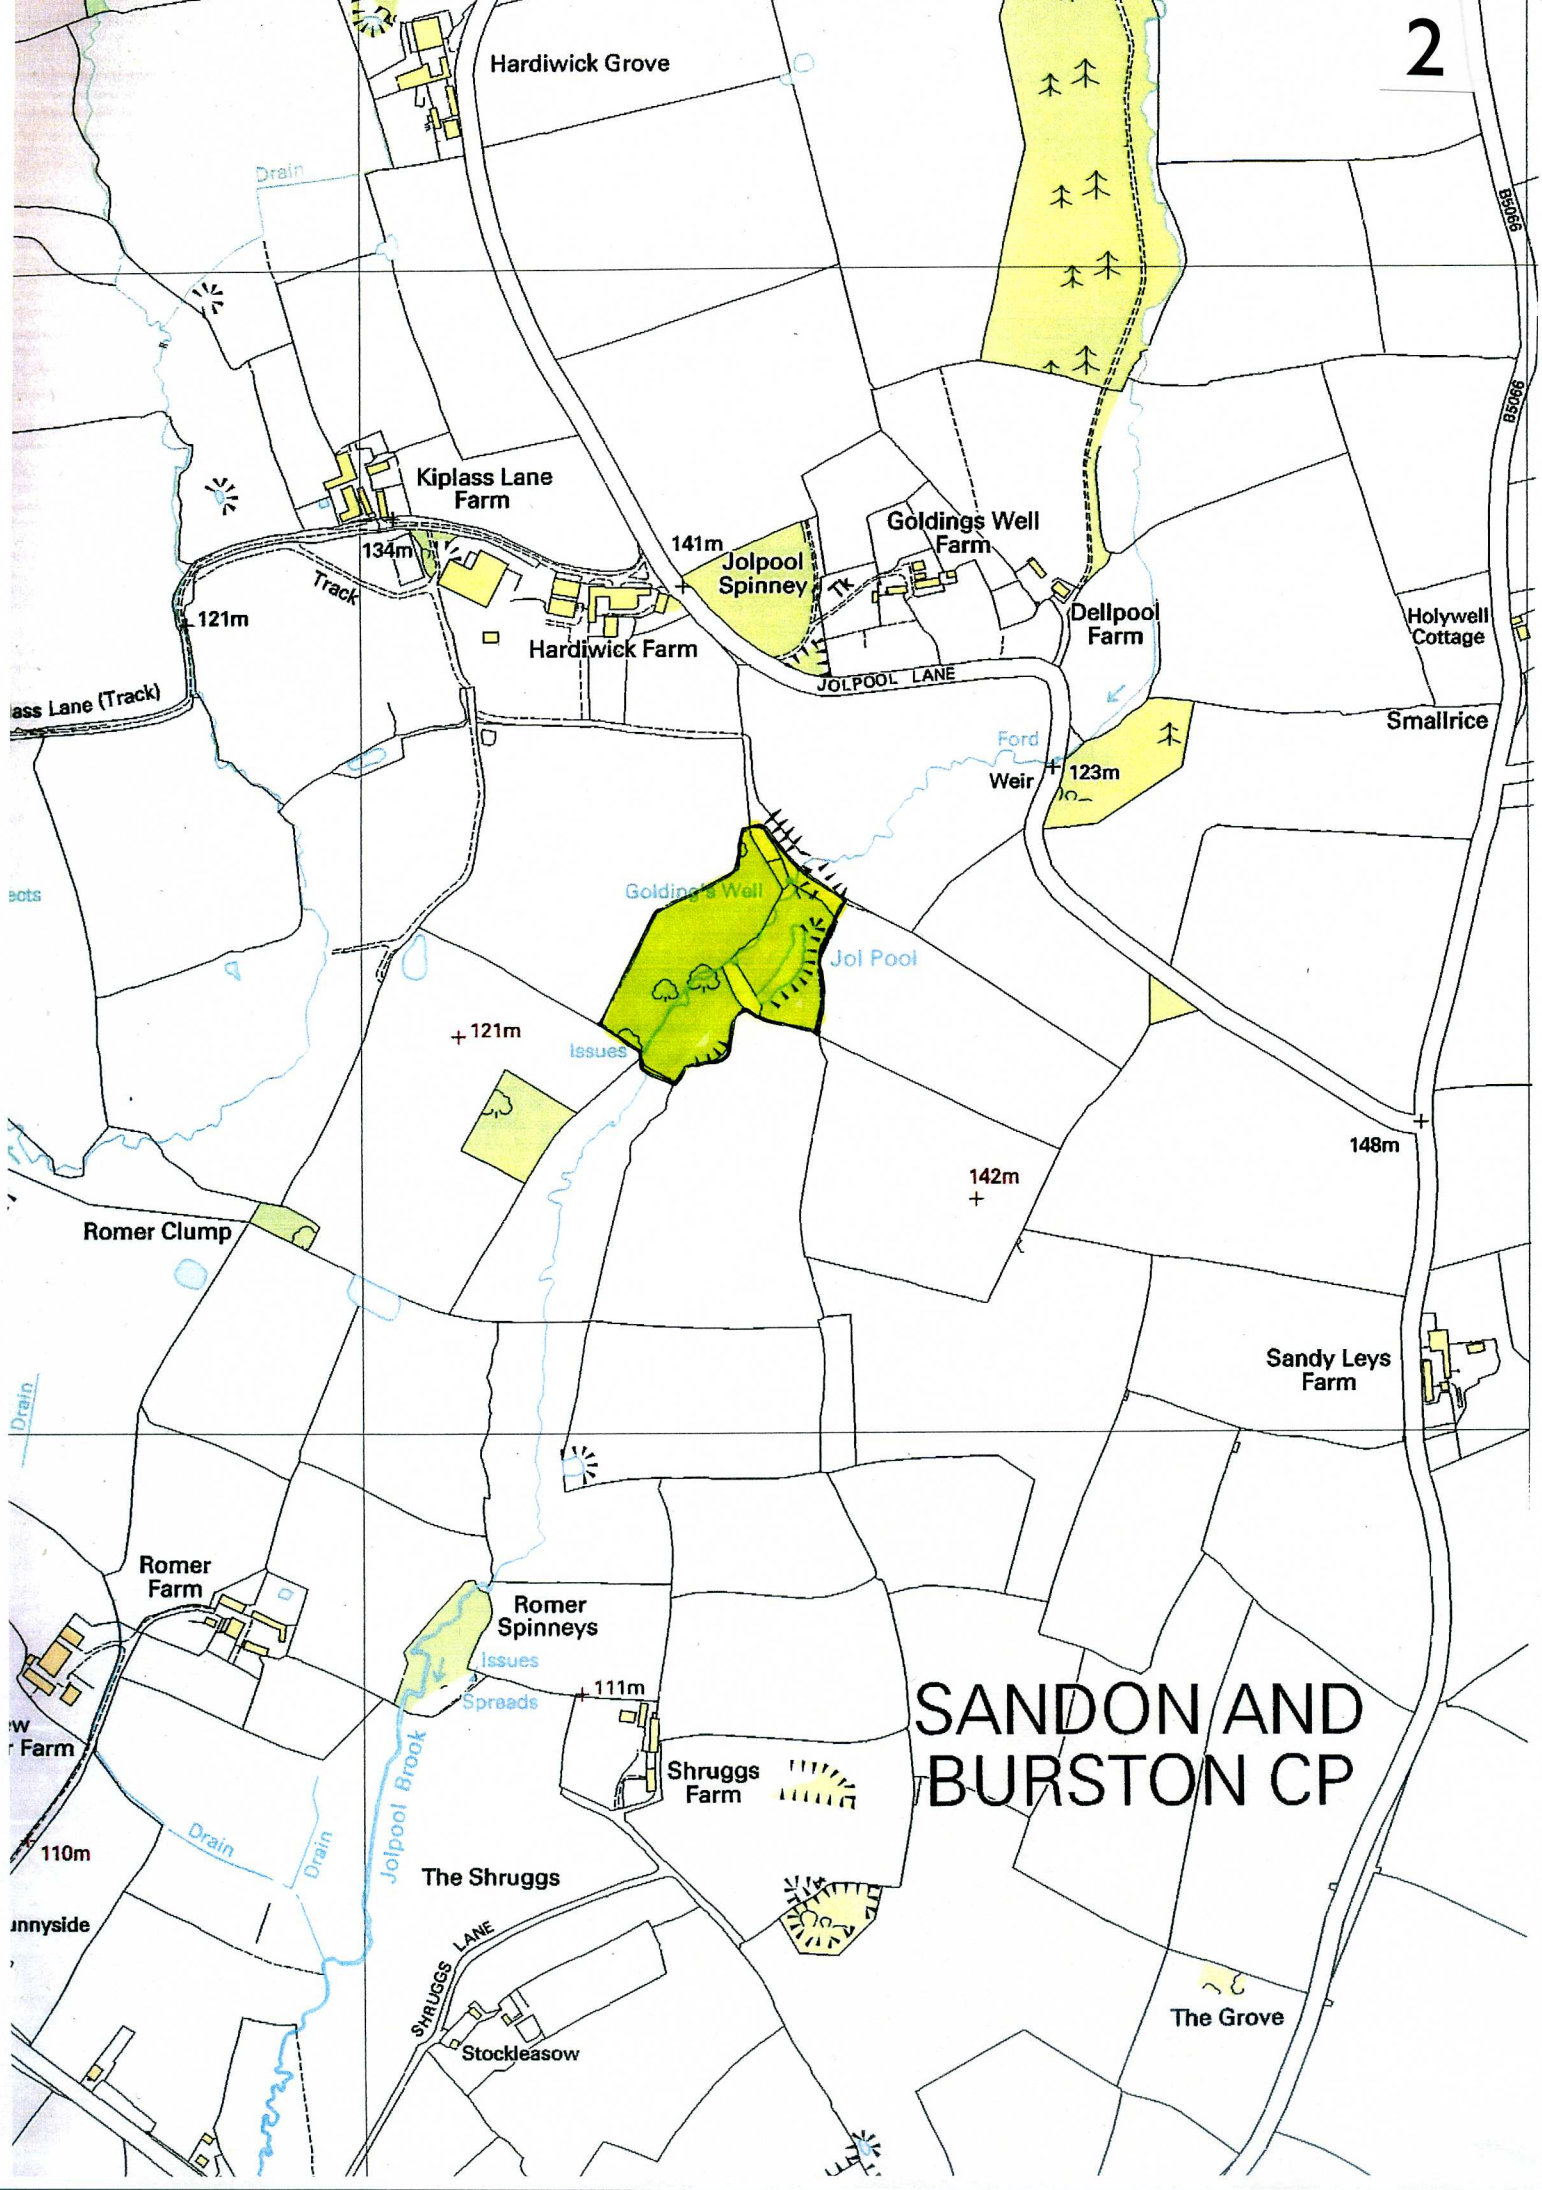 2
Hardiwick Grove
Drain
B5066
B5066
Kiplass Lane
Farm
134m
Track
121m
141m
Jolpool
Spinney
Tk
Goldings Well
Farm
Dellpool
Farm
Holywell
Cottage
Hardiwick Farm
JOLPOOL LANE
Lane (Track)
Smallrice
Ford
Weir
123m
Golding's Well
Jol Pool
121m
Issues
148m
142m
Romer Clump
Sandy Leys
Farm
Drain
Romer
Farm
Romer
Spinneys
Issues
Spreads
111m
Farm
SANDON AND
BURSTON CP
Shruggs
Farm
Jolpool Brook
Drain
Drain
110m
The Shruggs
SHRUGGS LANE
The Grove
Stockleasow